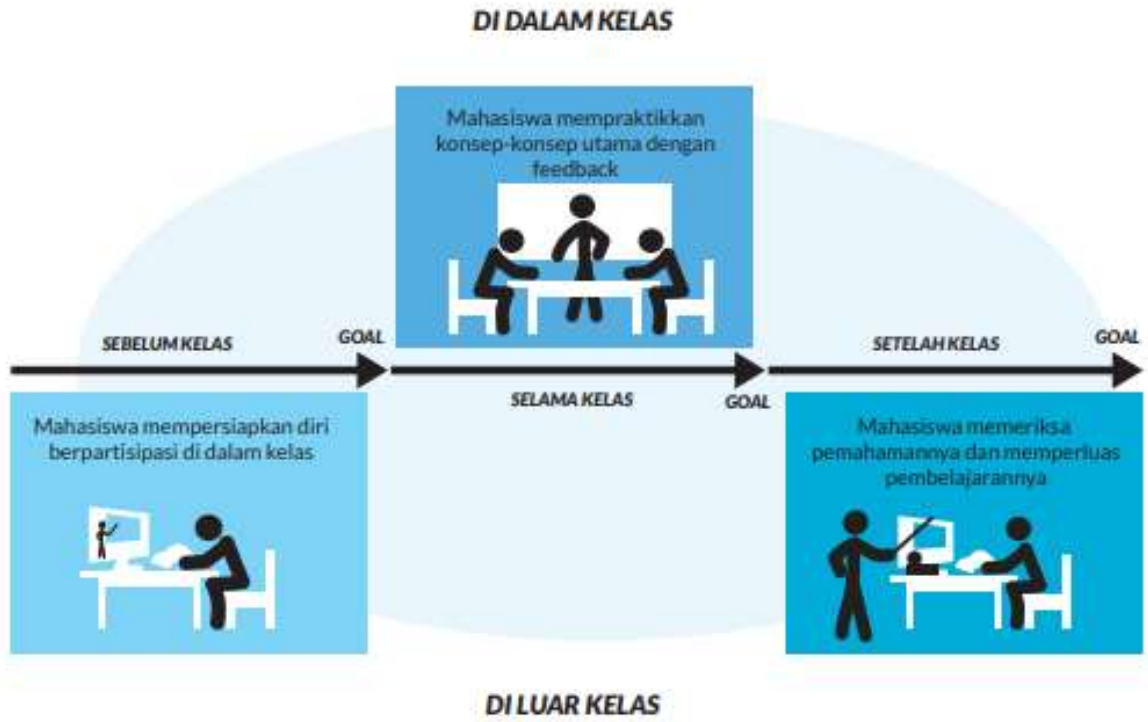 DI DALAM KELAS
Mahasiswa mempraktikkan
konsep-konsep utama dengan
feedback
SEBELUM KELAS
GOAL
SELAMA KELAS
GOAL
SETELAH KELAS
GOAL
Mahasiswa mempersiapkan diri
berpartisipasi di dalam kelas
Mahasiswa memeriksa
pemahamannya dan memperluas
pembelajarannya
DI LUAR KELAS